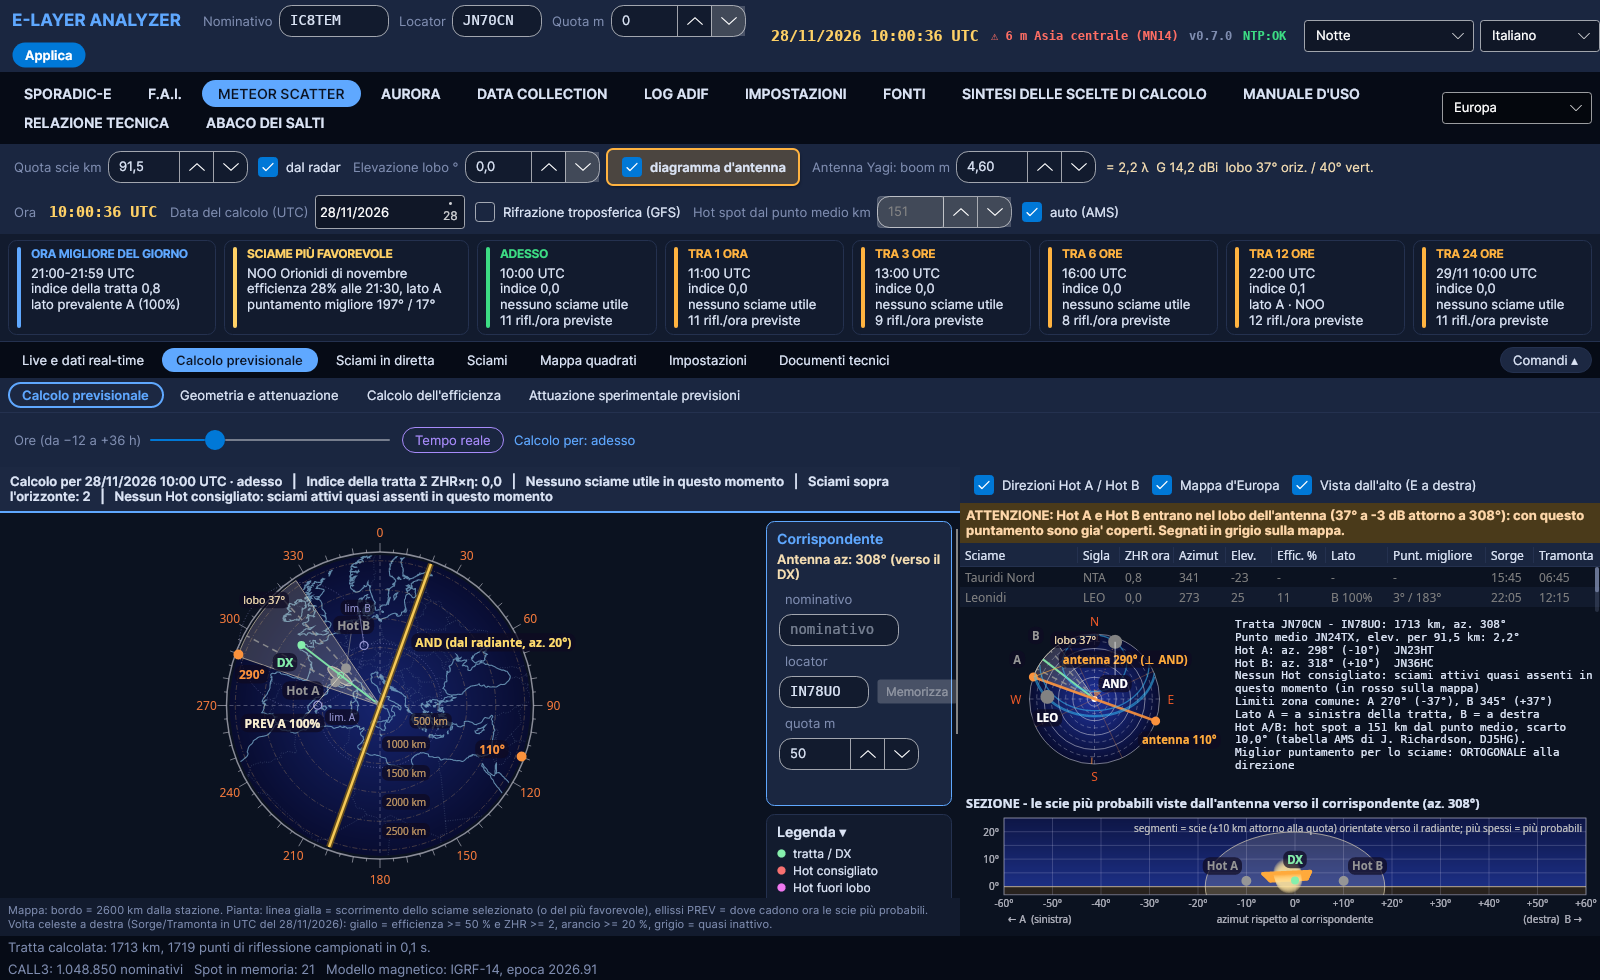 E-LAYER ANALYZER Nominativo IC8TEM Locator JN70CN Quota m 0
28/11/2026 10:00:36 UTC ⚠ 6 m Asia centrale (MN14) v0.7.0 NTP:OK Notte Italiano
Applica
SPORADIC-E F.A.I. METEOR SCATTER AURORA DATA COLLECTION LOG ADIF IMPOSTAZIONI FONTI SINTESI DELLE SCELTE DI CALCOLO MANUALE D'USO
RELAZIONE TECNICA ABACO DEI SALTI
Europa
Quota scie km 91,5 dal radar Elevazione lobo ° 0,0 diagramma d'antenna Antenna Yagi: boom m 4,60 = 2,2 λ G 14,2 dBi lobo 37° oriz. / 40° vert.
Ora 10:00:36 UTC Data del calcolo (UTC) 28/11/2026 28 Rifrazione troposferica (GFS) Hot spot dal punto medio km 151 auto (AMS)
ORA MIGLIORE DEL GIORNO
21:00-21:59 UTC
indice della tratta 0,8
lato prevalente A (100%)
SCIAME PIÙ FAVOREVOLE
NOO Orionidi di novembre
efficienza 28% alle 21:30, lato A
puntamento migliore 197° / 17°
ADESSO
10:00 UTC
indice 0,0
nessuno sciame utile
11 rifl./ora previste
TRA 1 ORA
11:00 UTC
indice 0,0
nessuno sciame utile
11 rifl./ora previste
TRA 3 ORE
13:00 UTC
indice 0,0
nessuno sciame utile
9 rifl./ora previste
TRA 6 ORE
16:00 UTC
indice 0,0
nessuno sciame utile
8 rifl./ora previste
TRA 12 ORE
22:00 UTC
indice 0,1
lato A · NOO
12 rifl./ora previste
TRA 24 ORE
29/11 10:00 UTC
indice 0,0
nessuno sciame utile
11 rifl./ora previste
Live e dati real-time Calcolo previsionale Sciami in diretta Sciami Mappa quadrati Impostazioni Documenti tecnici Comandi ▴
Calcolo previsionale Geometria e attenuazione Calcolo dell'efficienza Attuazione sperimentale previsioni
Ore (da −12 a +36 h) Tempo reale Calcolo per: adesso
Calcolo per 28/11/2026 10:00 UTC · adesso | Indice della tratta Σ ZHR×η: 0,0 | Nessuno sciame utile in questo momento | Sciami sopra
l'orizzonte: 2 | Nessun Hot consigliato: sciami attivi quasi assenti in questo momento
0
330 30
300 60
270 90
240 120
210 150
180
lobo 37°
lim. B
Hot B
AND (dal radiante, az. 20°)
DX
290°
Hot A
lim. A
PREV A 100%
500 km
1000 km
110°
1500 km
2000 km
2500 km
Corrispondente
Antenna az: 308° (verso il
DX)
nominativo
nominativo
locator
IN78UO Memorizza
quota m
50
Legenda ▾
tratta / DX
Hot consigliato
Hot fuori lobo
Direzioni Hot A / Hot B Mappa d'Europa Vista dall'alto (E a destra)
ATTENZIONE: Hot A e Hot B entrano nel lobo dell'antenna (37° a -3 dB attorno a 308°): con questo
puntamento sono gia' coperti. Segnati in grigio sulla mappa.
Sciame Sigla ZHR ora Azimut Elev. Effic. % Lato Punt. migliore Sorge Tramonta
Tauridi Nord NTA 0,8 341 -23 - - - 15:45 06:45
Leonidi LEO 0,0 273 25 11 B 100% 3° / 183° 22:05 12:15
N
B lobo 37°
A antenna 290° (⊥ AND)
AND
W E
LEO
antenna 110°
S
Tratta JN70CN - IN78UO: 1713 km, az. 308°
Punto medio JN24TX, elev. per 91,5 km: 2,2°
Hot A: az. 298° (-10°) JN23HT
Hot B: az. 318° (+10°) JN36HC
Nessun Hot consigliato: sciami attivi quasi assenti in
questo momento (in rosso sulla mappa)
Limiti zona comune: A 270° (-37°), B 345° (+37°)
Lato A = a sinistra della tratta, B = a destra
Hot A/B: hot spot a 151 km dal punto medio, scarto
10,0° (tabella AMS di J. Richardson, DJ5HG).
Miglior puntamento per lo sciame: ORTOGONALE alla
direzione
SEZIONE - le scie più probabili viste dall'antenna verso il corrispondente (az. 308°)
segmenti = scie (±10 km attorno alla quota) orientate verso il radiante; più spessi = più probabili
20°
10°
0°
Hot A DX Hot B
-60° -50° -40° -30° -20° -10° 0° +10° +20° +30° +40° +50° +60°
← A (sinistra) azimut rispetto al corrispondente (destra) B →
Mappa: bordo = 2600 km dalla stazione. Pianta: linea gialla = scorrimento dello sciame selezionato (o del più favorevole), ellissi PREV = dove cadono ora le scie più probabili.
Volta celeste a destra (Sorge/Tramonta in UTC del 28/11/2026): giallo = efficienza >= 50 % e ZHR >= 2, arancio >= 20 %, grigio = quasi inattivo.
Tratta calcolata: 1713 km, 1719 punti di riflessione campionati in 0,1 s.
CALL3: 1.048.850 nominativi Spot in memoria: 21 Modello magnetico: IGRF-14, epoca 2026.91